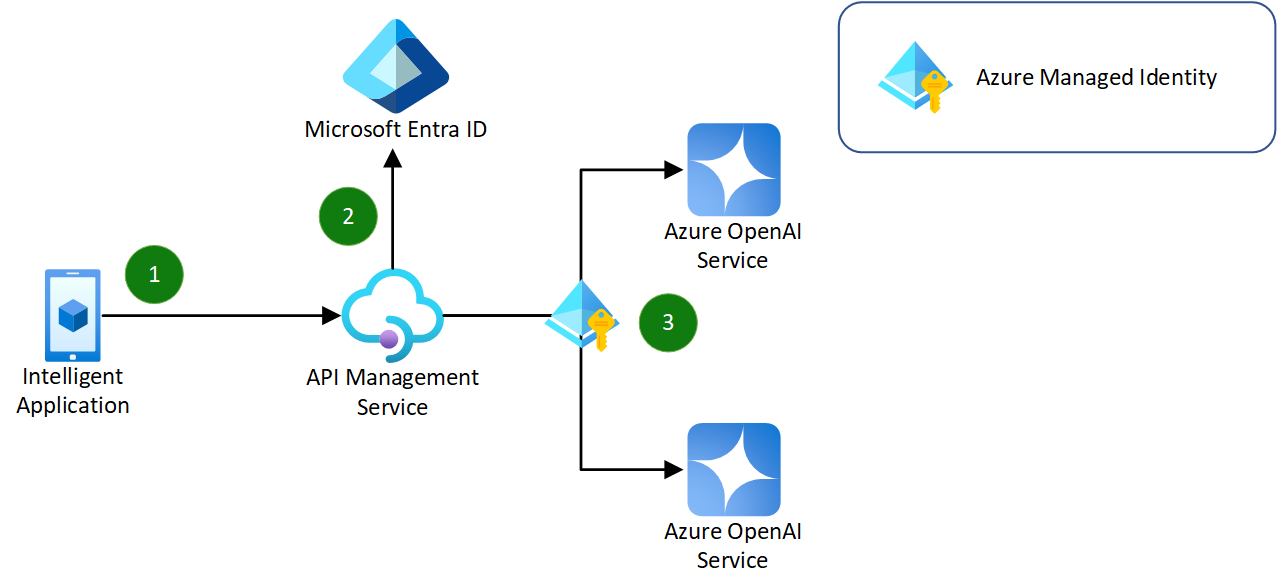 Azure Managed Identity
Microsoft Entra ID
2
1
3
Azure OpenAI
Service
Intelligent
Application
API Management
Service
Azure OpenAI
Service